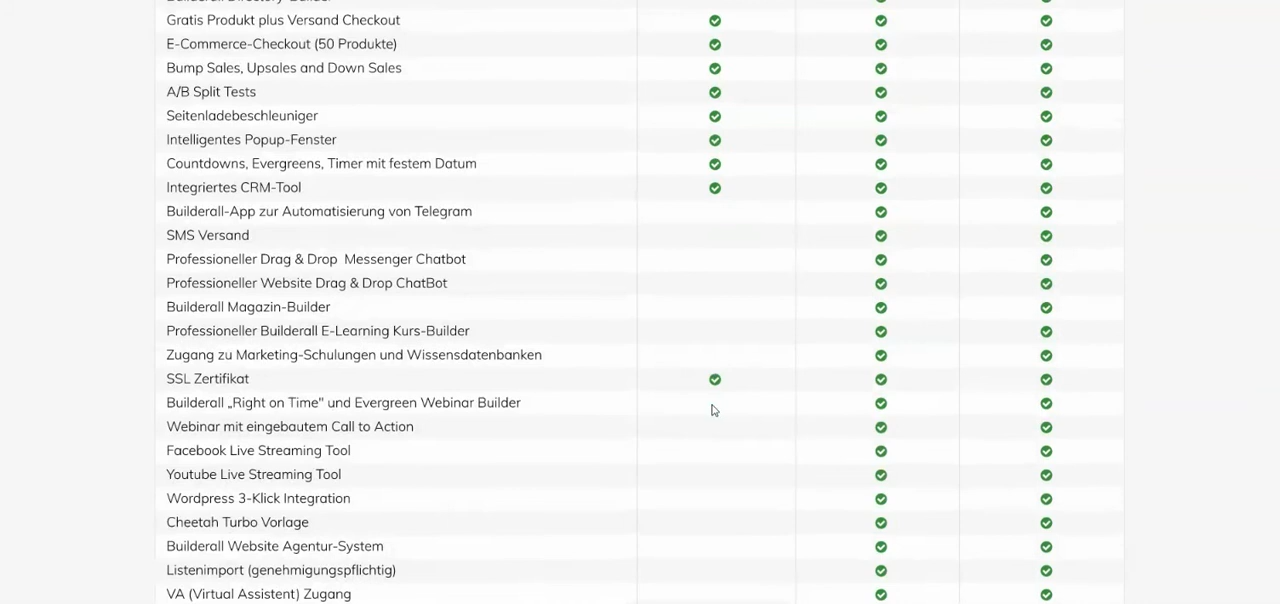 Gratis Produkt plus Versand Checkout
E-Commerce-Checkout (50 Produkte)
Bump Sales, Upsales and Down Sales
A/B Split Tests
Seitenladebeschleuniger
Intelligentes Popup-Fenster
Countdowns, Evergreens, Timer mit festem Datum
Integriertes CRM-Tool
Builderall-App zur Automatisierung von Telegram
SMS Versand
Professioneller Drag & Drop  Messenger Chatbot
Professioneller Website Drag & Drop ChatBot
Builderall Magazin-Builder
Professioneller Builderall E-Learning Kurs-Builder
Zugang zu Marketing-Schulungen und Wissensdatenbanken
SSL Zertifikat
Builderall „Right on Time" und Evergreen Webinar Builder
Webinar mit eingebautem Call to Action
Facebook Live Streaming Tool
Youtube Live Streaming Tool
Wordpress 3-Klick Integration
Cheetah Turbo Vorlage
Builderall Website Agentur-System
Listenimport (genehmigungspflichtig)
VA (Virtual Assistent) Zugang